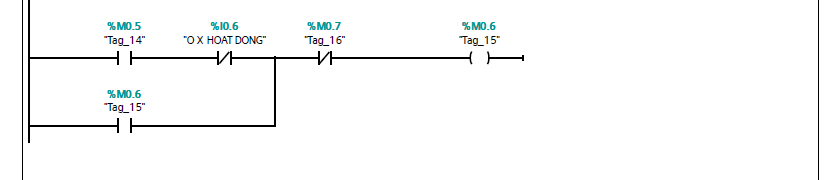 %M0.5 %I0.6 %M0.7 %M0.6
"Tag_14" "O X HOAT DONG" "Tag_16" "Tag_15"
%M0.6
"Tag_15"